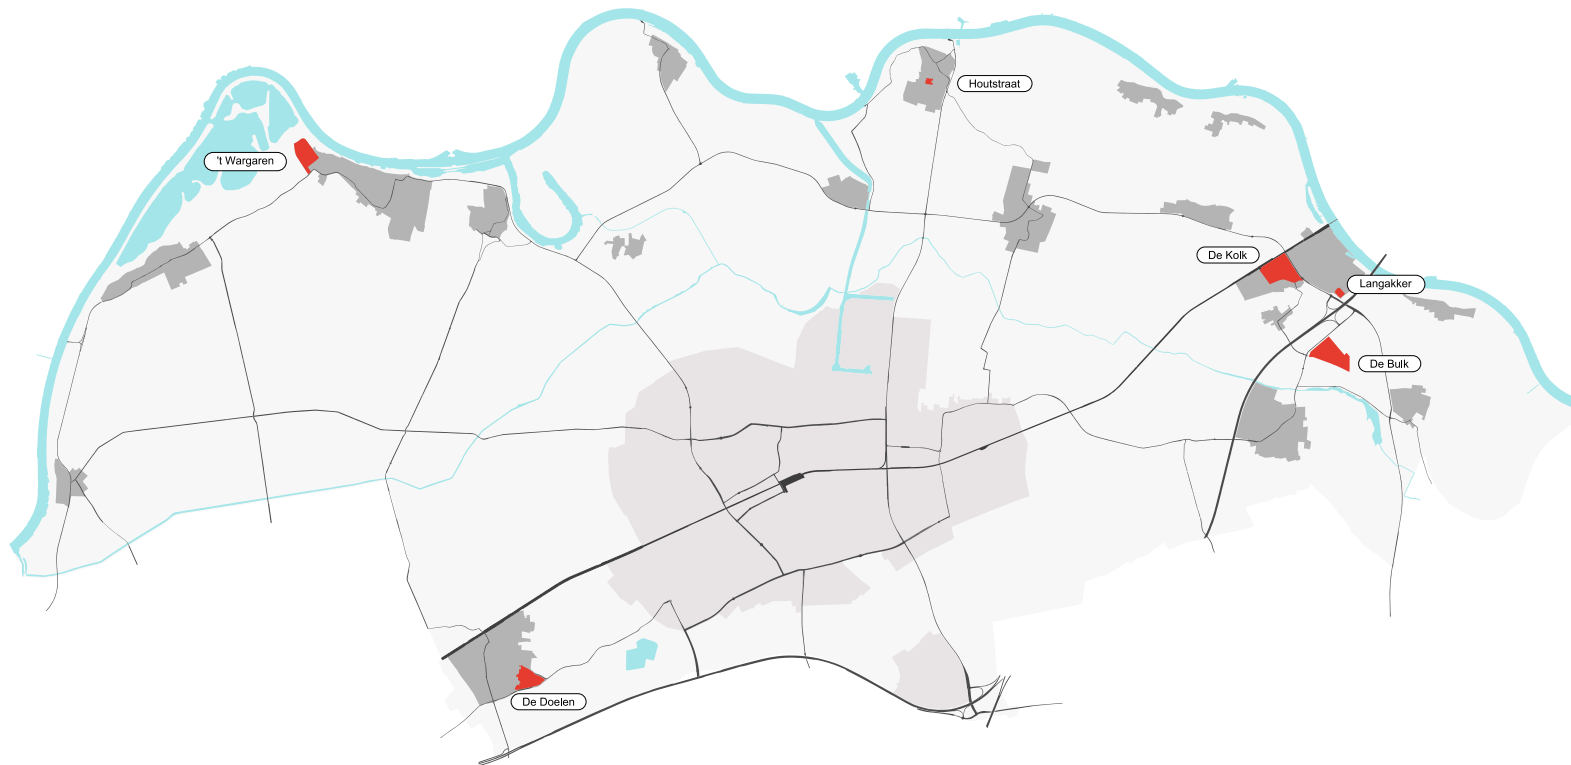 Houtstraat
't Wargaren
De Kolk
Langakker
De Bulk
De Doelen